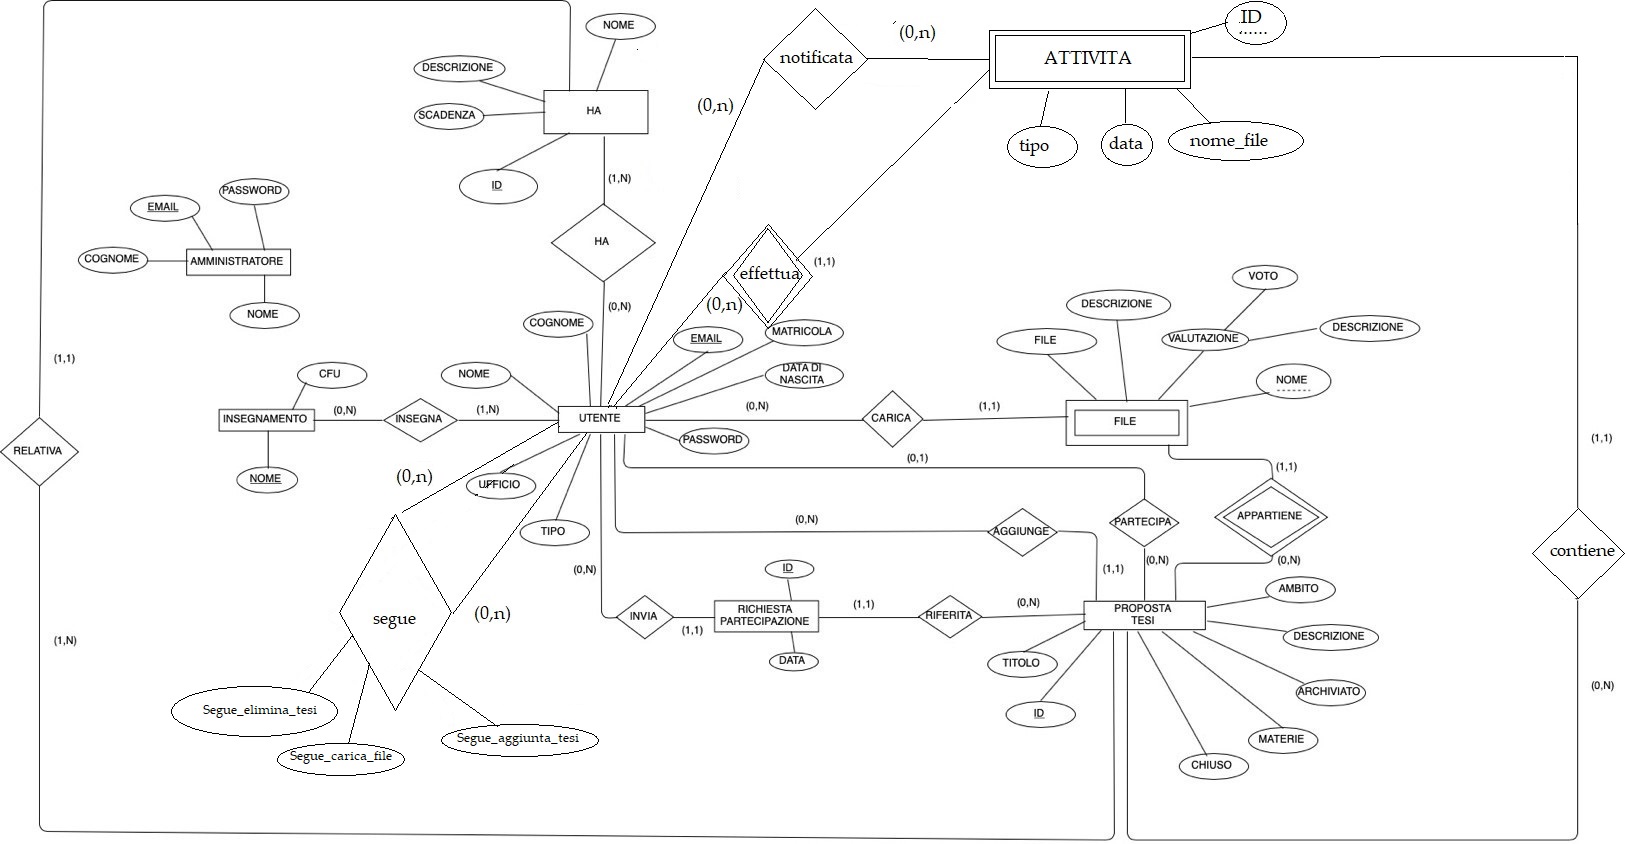 ID
NOME
(0,n)
notificata
ATTIVITA
DESCRIZIONE
HA
SCADENZA
(0,n)
tipo
data
nome_file
ID
(1,N)
PASSWORD
EMAIL
HA
COGNOME
AMMINISTRATORE
effettua
(1,1)
(0,N)
(0,n)
NOME
VOTO
DESCRIZIONE
COGNOME
EMAIL
MATRICOLA
FILE
VALUTAZIONE
DESCRIZIONE
(1,1)
CFU
NOME
DATA DI
NASCITA
NOME
INSEGNAMENTO
(0,N)
INSEGNA
(1,N)
UTENTE
(0,N)
CARICA
(1,1)
FILE
PASSWORD
(1,1)
RELATIVA
(0,n)
NOME
UFFICIO
(0,1)
(1,1)
TIPO
(0,N)
AGGIUNGE
PARTECIPA
APPARTIENE
contiene
(0,N)
ID
(1,1)
(0,N)
(0,N)
segue
(0,n)
INVIA
(1,1)
RICHIESTA
PARTECIPAZIONE
(1,1)
RIFERITA
(0,N)
PROPOSTA
TESI
AMBITO
DESCRIZIONE
(1,N)
DATA
TITOLO
ARCHIVIATO
(0,N)
Segue_elimina_tesi
ID
Segue_carica_file
Segue_aggiunta_tesi
MATERIE
CHIUSO